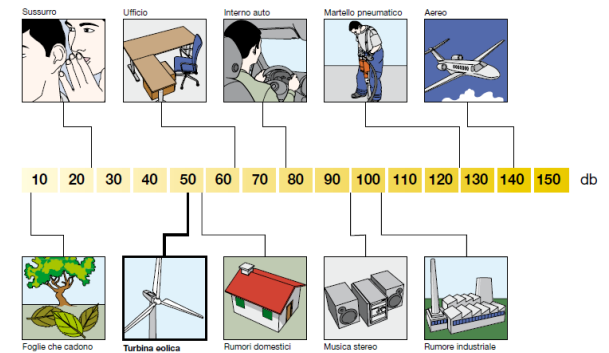 Sussurro
Ufficio
Interno auto
Martello pneumatico
Aereo
10 20 30 40 50 60 70 80 90 100 110 120 130 140 150 db
Foglie che cadono
Turbina eolica
Rumori domestici
Musica stereo
Rumore industriale